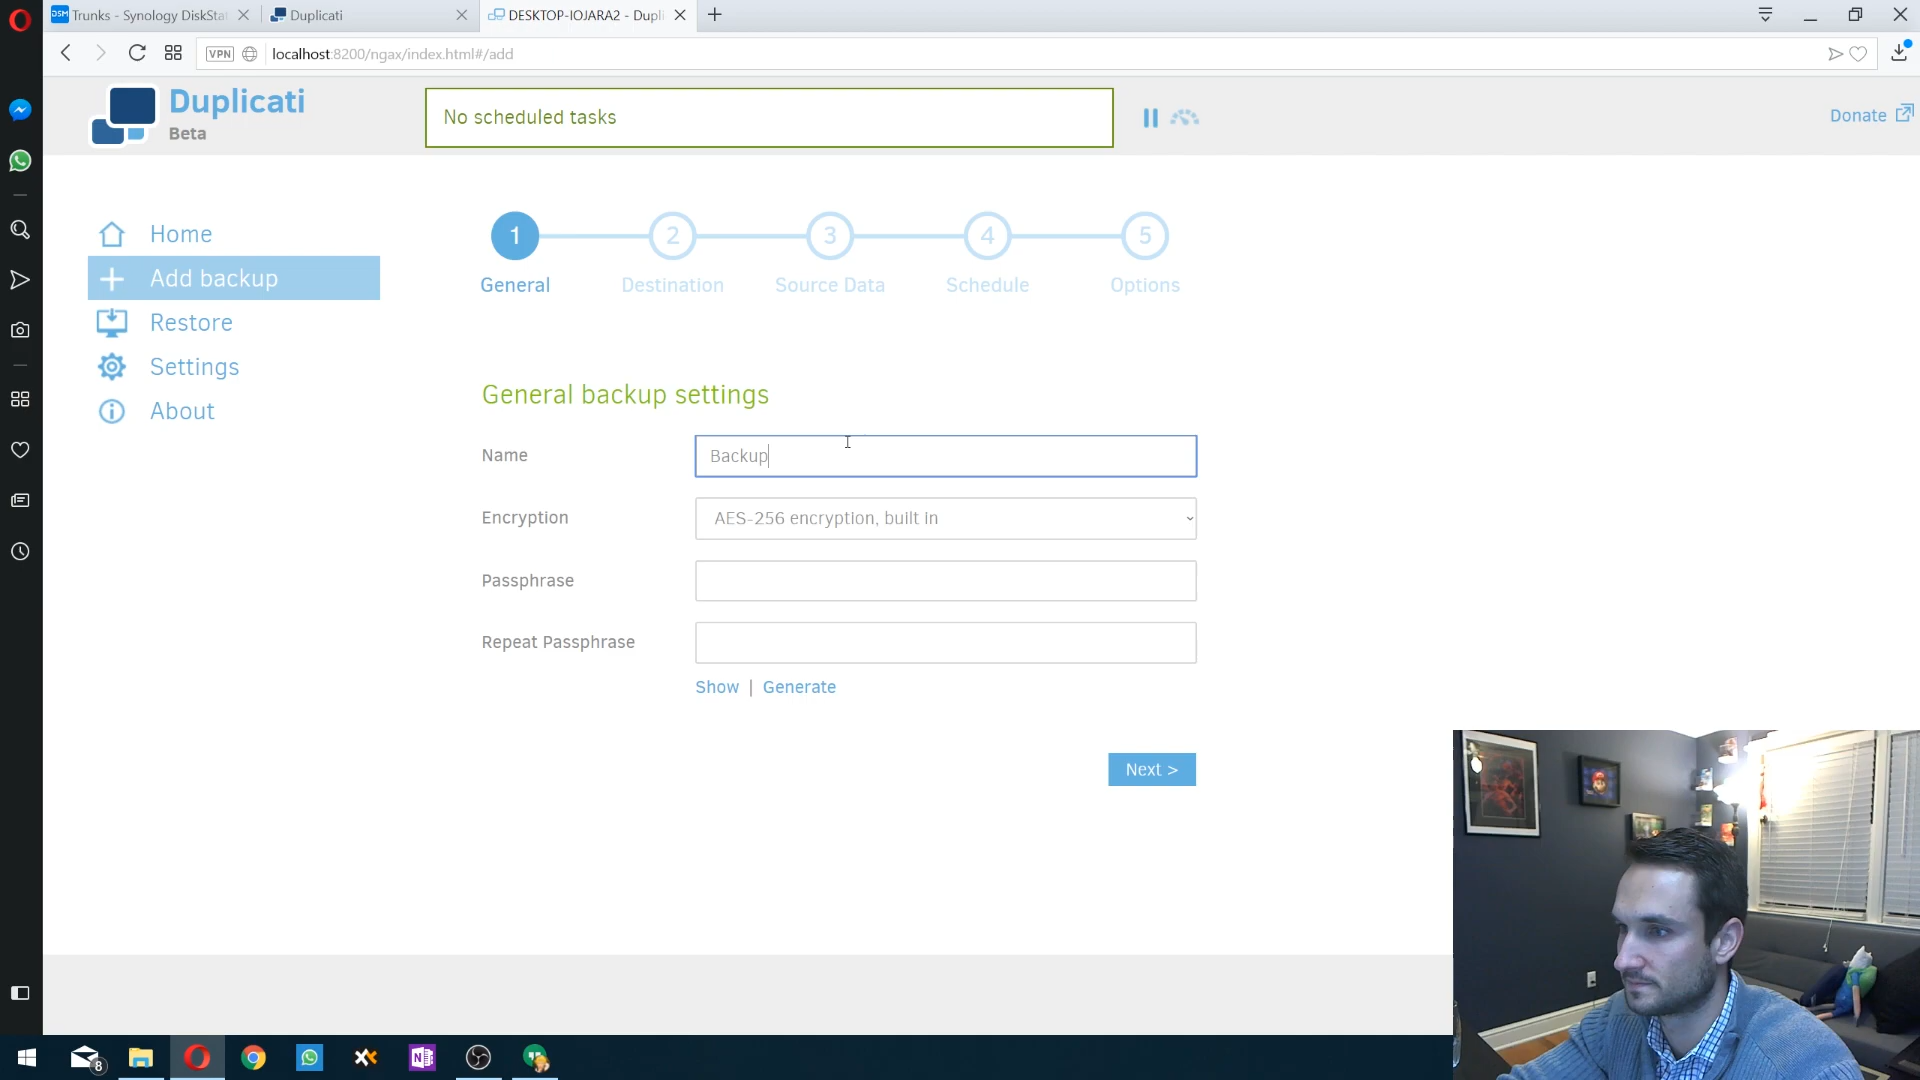 Trunks - Synology DiskStat
Duplicati
DESKTOP-IOJARA2 - Dupli
VPN
localhost:8200/ngax/index.html#/add
Duplicati
Beta
No scheduled tasks
Donate
Home
Add backup
Restore
Settings
About
1
2
3
4
5
General
Destination
Source Data
Schedule
Options
General backup settings
Name
Backup
Encryption
AES-256 encryption, built in
Passphrase
Repeat Passphrase
Show | Generate
Next >
8